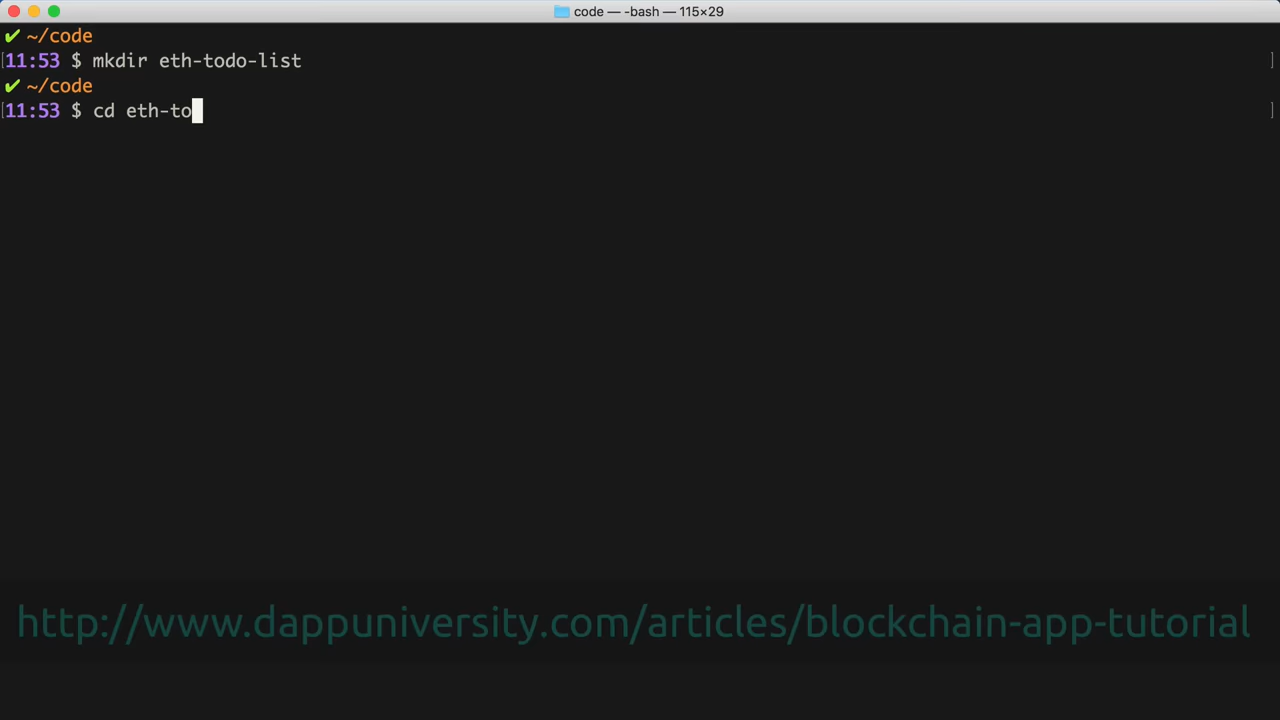 code — -bash — 115×29
✔ ~/code
[11:53 $ mkdir eth-todo-list ]
✔ ~/code
[11:53 $ cd eth-to ]
http://www.dappuniversity.com/articles/blockchain-app-tutorial